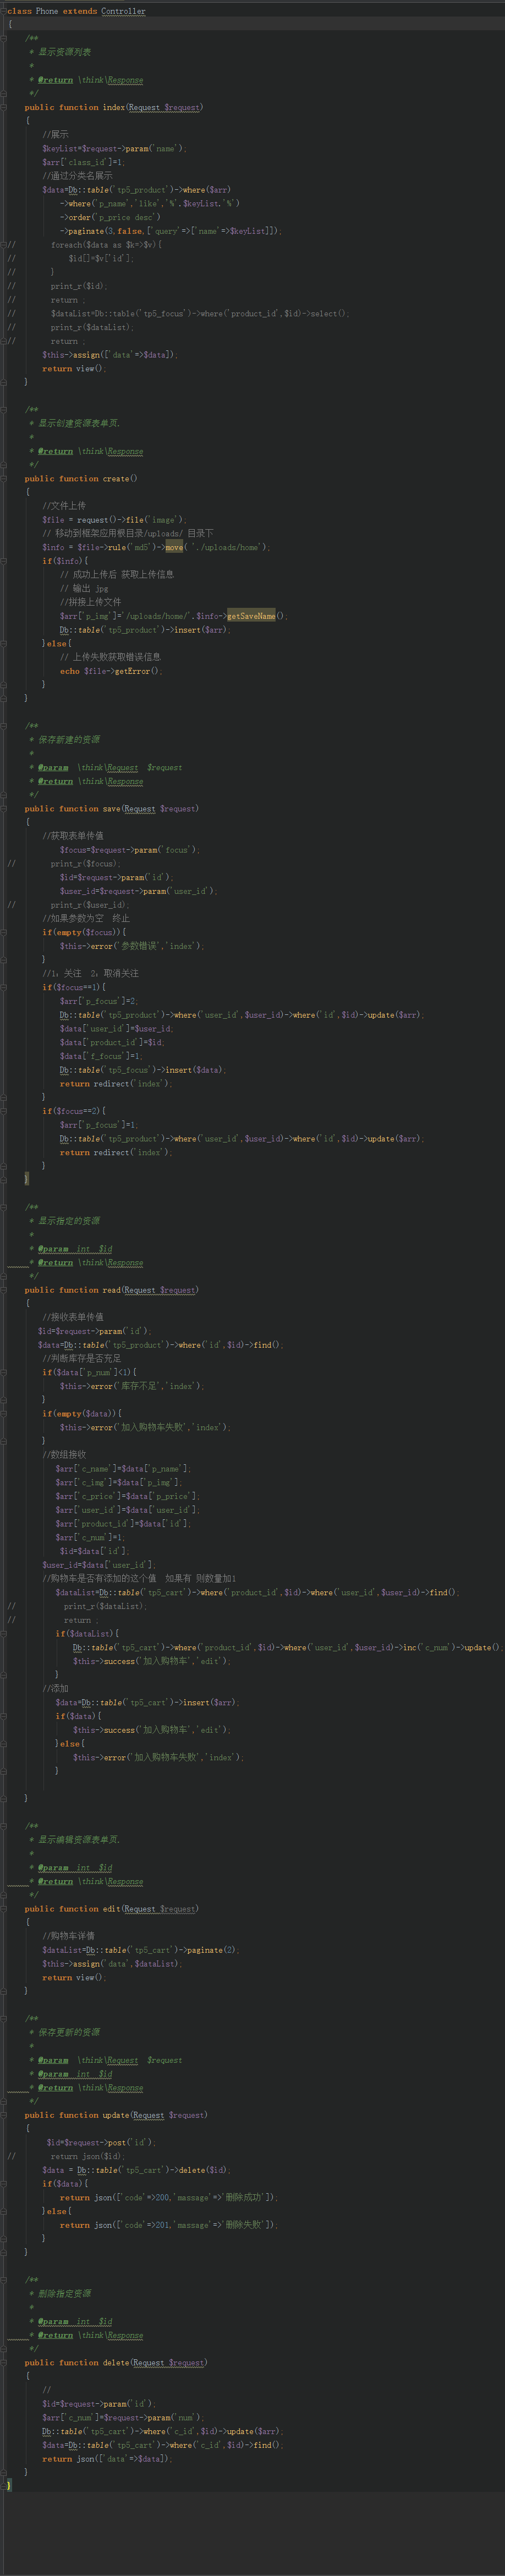 class Phone extends Controller
{
    /**
     * 显示资源列表
     *
     * @return \think\Response
     */
    public function index(Request $request)
    {
        //展示
        $keyList=$request->param('name');
        $arr['class_id']=1;
        //通过分类名展示
        $data=Db::table('tp5_product')->where($arr)
            ->where('p_name','like','%'.$keyList.'%')
            ->order('p_price desc')
            ->paginate(3,false,['query'=>['name'=>$keyList]]);
//        foreach($data as $k=>$v){
//            $id[]=$v['id'];
//        }
//        print_r($id);
//        return ;
//        $dataList=Db::table('tp5_focus')->where('product_id',$id)->select();
//        print_r($dataList);
//        return ;
        $this->assign(['data'=>$data]);
        return view();
    }

    /**
     * 显示创建资源表单页.
     *
     * @return \think\Response
     */
    public function create()
    {
        //文件上传
        $file = request()->file('image');
        // 移动到框架应用根目录/uploads/ 目录下
        $info = $file->rule('md5')->move( './uploads/home');
        if($info){
            // 成功上传后 获取上传信息
            // 输出 jpg
            //拼接上传文件
            $arr['p_img']='/uploads/home/'.$info->getSaveName();
            Db::table('tp5_product')->insert($arr);
        }else{
            // 上传失败获取错误信息
            echo $file->getError();
        }
    }

    /**
     * 保存新建的资源
     *
     * @param  \think\Request  $request
     * @return \think\Response
     */
    public function save(Request $request)
    {
        //获取表单传值
            $focus=$request->param('focus');
//        print_r($focus);
            $id=$request->param('id');
            $user_id=$request->param('user_id');
//        print_r($user_id);
        //如果参数为空  终止
        if(empty($focus)){
            $this->error('参数错误','index');
        }
        //1：关注  2：取消关注
        if($focus==1){
            $arr['p_focus']=2;
            Db::table('tp5_product')->where('user_id',$user_id)->where('id',$id)->update($arr);
            $data['user_id']=$user_id;
            $data['product_id']=$id;
            $data['f_focus']=1;
            Db::table('tp5_focus')->insert($data);
            return redirect('index');
        }
        if($focus==2){
            $arr['p_focus']=1;
            Db::table('tp5_product')->where('user_id',$user_id)->where('id',$id)->update($arr);
            return redirect('index');
        }
    }

    /**
     * 显示指定的资源
     *
     * @param  int  $id
     * @return \think\Response
     */
    public function read(Request $request)
    {
        //接收表单传值
       $id=$request->param('id');
       $data=Db::table('tp5_product')->where('id',$id)->find();
        //判断库存是否充足
        if($data['p_num']<1){
            $this->error('库存不足','index');
        }
        if(empty($data)){
            $this->error('加入购物车失败','index');
        }
        //数组接收
           $arr['c_name']=$data['p_name'];
           $arr['c_img']=$data['p_img'];
           $arr['c_price']=$data['p_price'];
           $arr['user_id']=$data['user_id'];
           $arr['product_id']=$data['id'];
           $arr['c_num']=1;
            $id=$data['id'];
        $user_id=$data['user_id'];
        //购物车是否有添加的这个值  如果有 则数量加1
           $dataList=Db::table('tp5_cart')->where('product_id',$id)->where('user_id',$user_id)->find();
//           print_r($dataList);
//           return ;
           if($dataList){
               Db::table('tp5_cart')->where('product_id',$id)->where('user_id',$user_id)->inc('c_num')->update();
               $this->success('加入购物车','edit');
           }
        //添加
           $data=Db::table('tp5_cart')->insert($arr);
           if($data){
               $this->success('加入购物车','edit');
           }else{
               $this->error('加入购物车失败','index');
           }

    }

    /**
     * 显示编辑资源表单页.
     *
     * @param  int  $id
     * @return \think\Response
     */
    public function edit(Request $request)
    {
        //购物车详情
        $dataList=Db::table('tp5_cart')->paginate(2);
        $this->assign('data',$dataList);
        return view();
    }

    /**
     * 保存更新的资源
     *
     * @param  \think\Request  $request
     * @param  int  $id
     * @return \think\Response
     */
    public function update(Request $request)
    {
         $id=$request->post('id');
//        return json($id);
        $data = Db::table('tp5_cart')->delete($id);
        if($data){
            return json(['code'=>200,'massage'=>'删除成功']);
        }else{
            return json(['code'=>201,'massage'=>'删除失败']);
        }
    }

    /**
     * 删除指定资源
     *
     * @param  int  $id
     * @return \think\Response
     */
    public function delete(Request $request)
    {
        //
        $id=$request->param('id');
        $arr['c_num']=$request->param('num');
        Db::table('tp5_cart')->where('c_id',$id)->update($arr);
        $data=Db::table('tp5_cart')->where('c_id',$id)->find();
        return json(['data'=>$data]);
    }
}